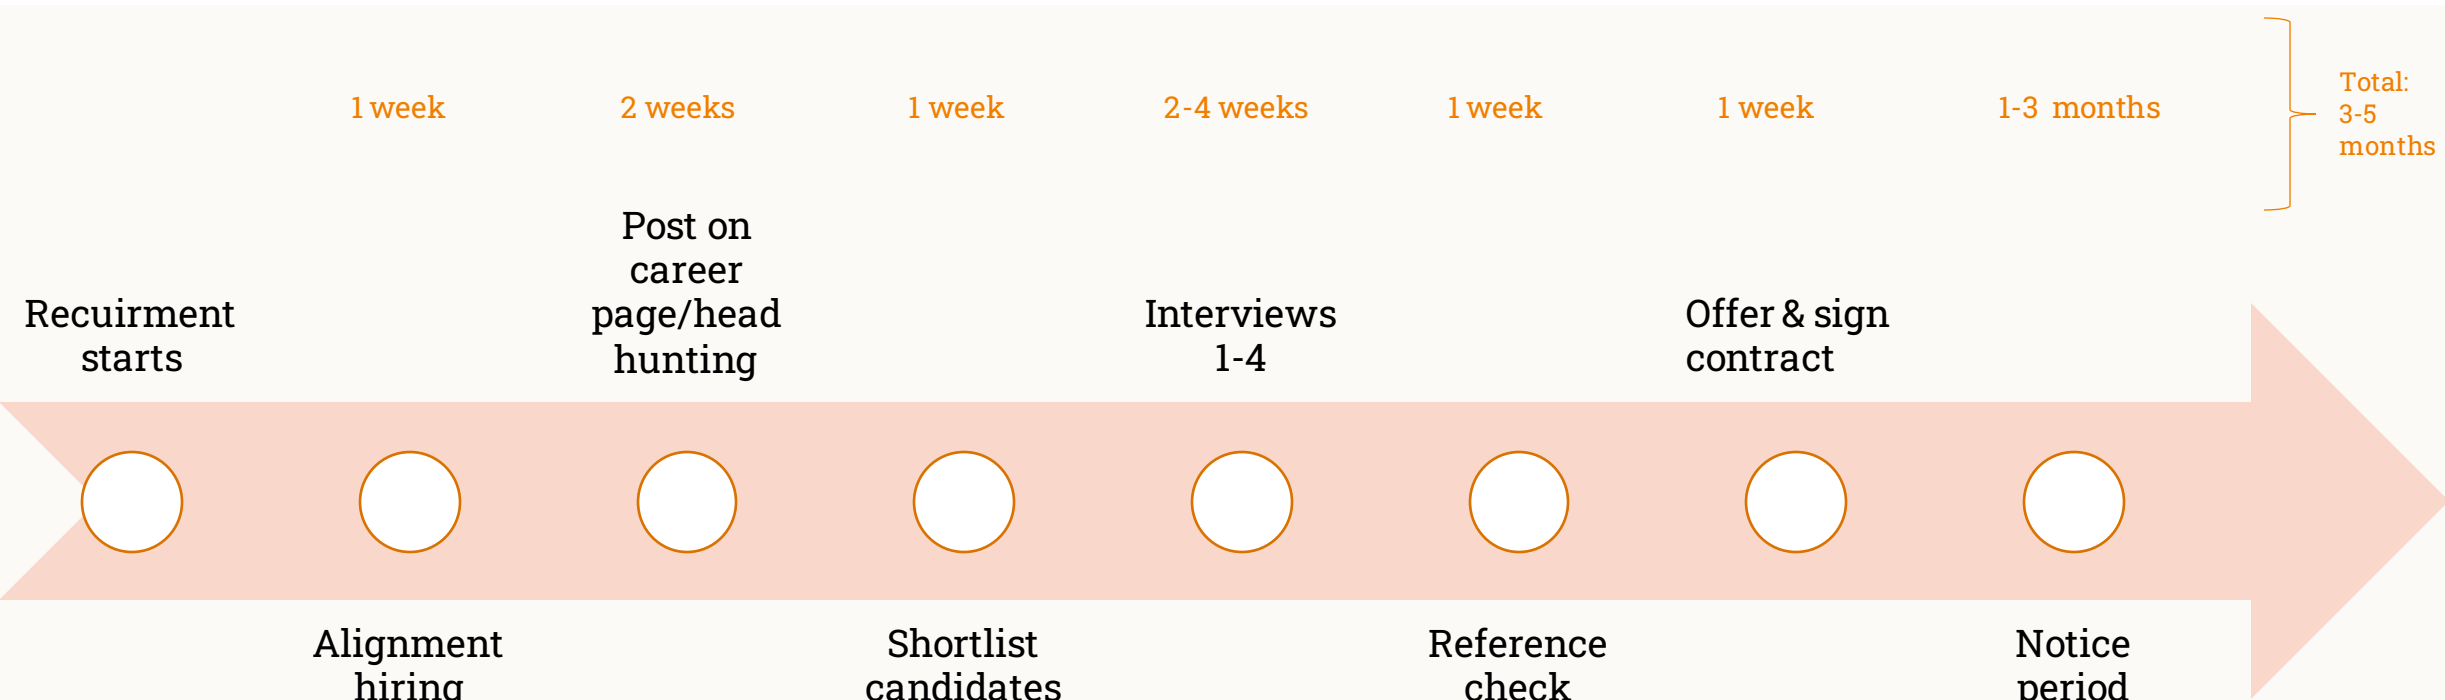 1 week
2 weeks
1 week
2-4 weeks
1 week
1 week
1-3 months
Total:
3-5
months
Recuirment
starts
Post on
career
page/head
hunting
Interviews
1-4
Offer & sign
contract
Alignment
hiring
Shortlist
candidates
Reference
check
Notice
period